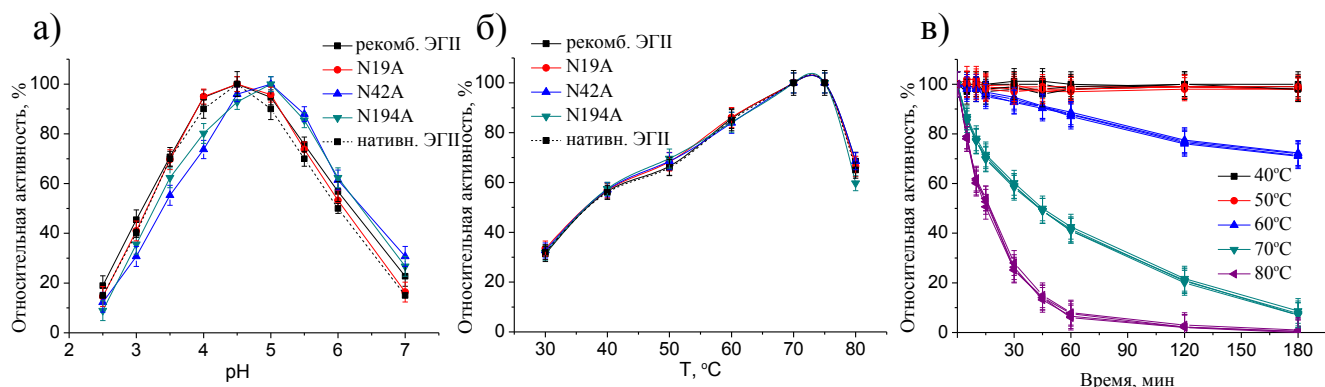 а)
рекомб. ЭГII
N19A
N42A
N194A
нативн. ЭГII
Относительная активность, %
100
80
60
40
20
0
2 3 4 5 6 7
pH
б)
рекомб. ЭГII
N19A
N42A
N194A
нативн. ЭГII
Относительная активность, %
100
80
60
40
20
0
30 40 50 60 70 80
T, °C
в)
40°C
50°C
60°C
70°C
80°C
Относительная активность, %
100
80
60
40
20
0
30 60 90 120 150 180
Время, мин